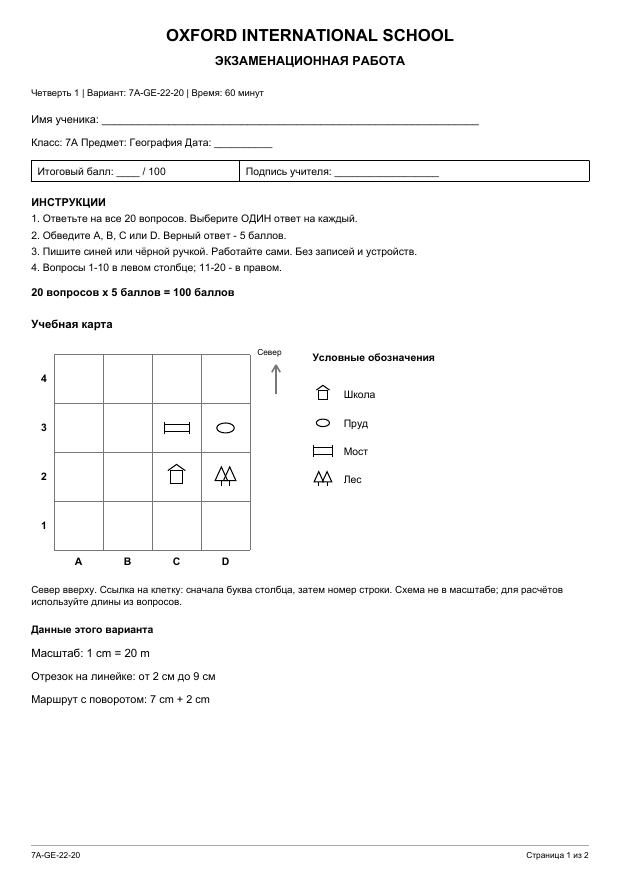 OXFORD INTERNATIONAL SCHOOL
ЭКЗАМЕНАЦИОННАЯ РАБОТА
Четверть 1 | Вариант: 7A-GE-22-20 | Время: 60 минут
Имя ученика: ___________________________________________________________________
Класс: 7A Предмет: География Дата: __________
Итоговый балл: ____ / 100
Подпись учителя: __________________
ИНСТРУКЦИИ
1. Ответьте на все 20 вопросов. Выберите ОДИН ответ на каждый.
2. Обведите A, B, C или D. Верный ответ - 5 баллов.
3. Пишите синей или чёрной ручкой. Работайте сами. Без записей и устройств.
4. Вопросы 1-10 в левом столбце; 11-20 - в правом.
20 вопросов x 5 баллов = 100 баллов
Учебная карта
Север
4
3
2
1
A B C D
Условные обозначения
Школа
Пруд
Мост
Лес
Север вверху. Ссылка на клетку: сначала буква столбца, затем номер строки. Схема не в масштабе; для расчётов
используйте длины из вопросов.
Данные этого варианта
Масштаб: 1 cm = 20 m
Отрезок на линейке: от 2 см до 9 см
Маршрут с поворотом: 7 cm + 2 cm
7A-GE-22-20
Страница 1 из 2